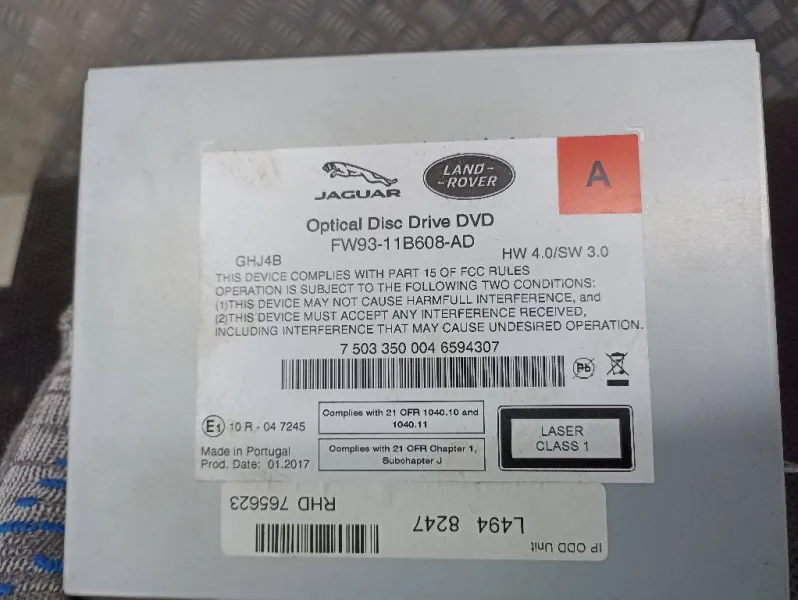 JAGUAR
LAND-
-ROVER
A
Optical Disc Drive DVD
FW93-11B608-AD
GHJ4B
HW 4.0/SW 3.0
THIS DEVICE COMPLIES WITH PART 15 OF FCC RULES
OPERATION IS SUBJECT TO THE FOLLOWING TWO CONDITIONS:
(1)THIS DEVICE MAY NOT CAUSE HARMFULL INTERFERENCE, and
(2)THIS DEVICE MUST ACCEPT ANY INTERFERENCE RECEIVED,
INCLUDING INTERFERENCE THAT MAY CAUSE UNDESIRED OPERATION.
7 503 350 004 6594307
Pb
E1 10 R - 04 7245
Made in Portugal
Prod. Date: 01.2017
Complies with 21 CFR 1040.10 and
1040.11
Complies with 21 CFR Chapter 1,
Subchapter J
LASER
CLASS 1
IP ODD Unit
L494 8247
RHD 765623